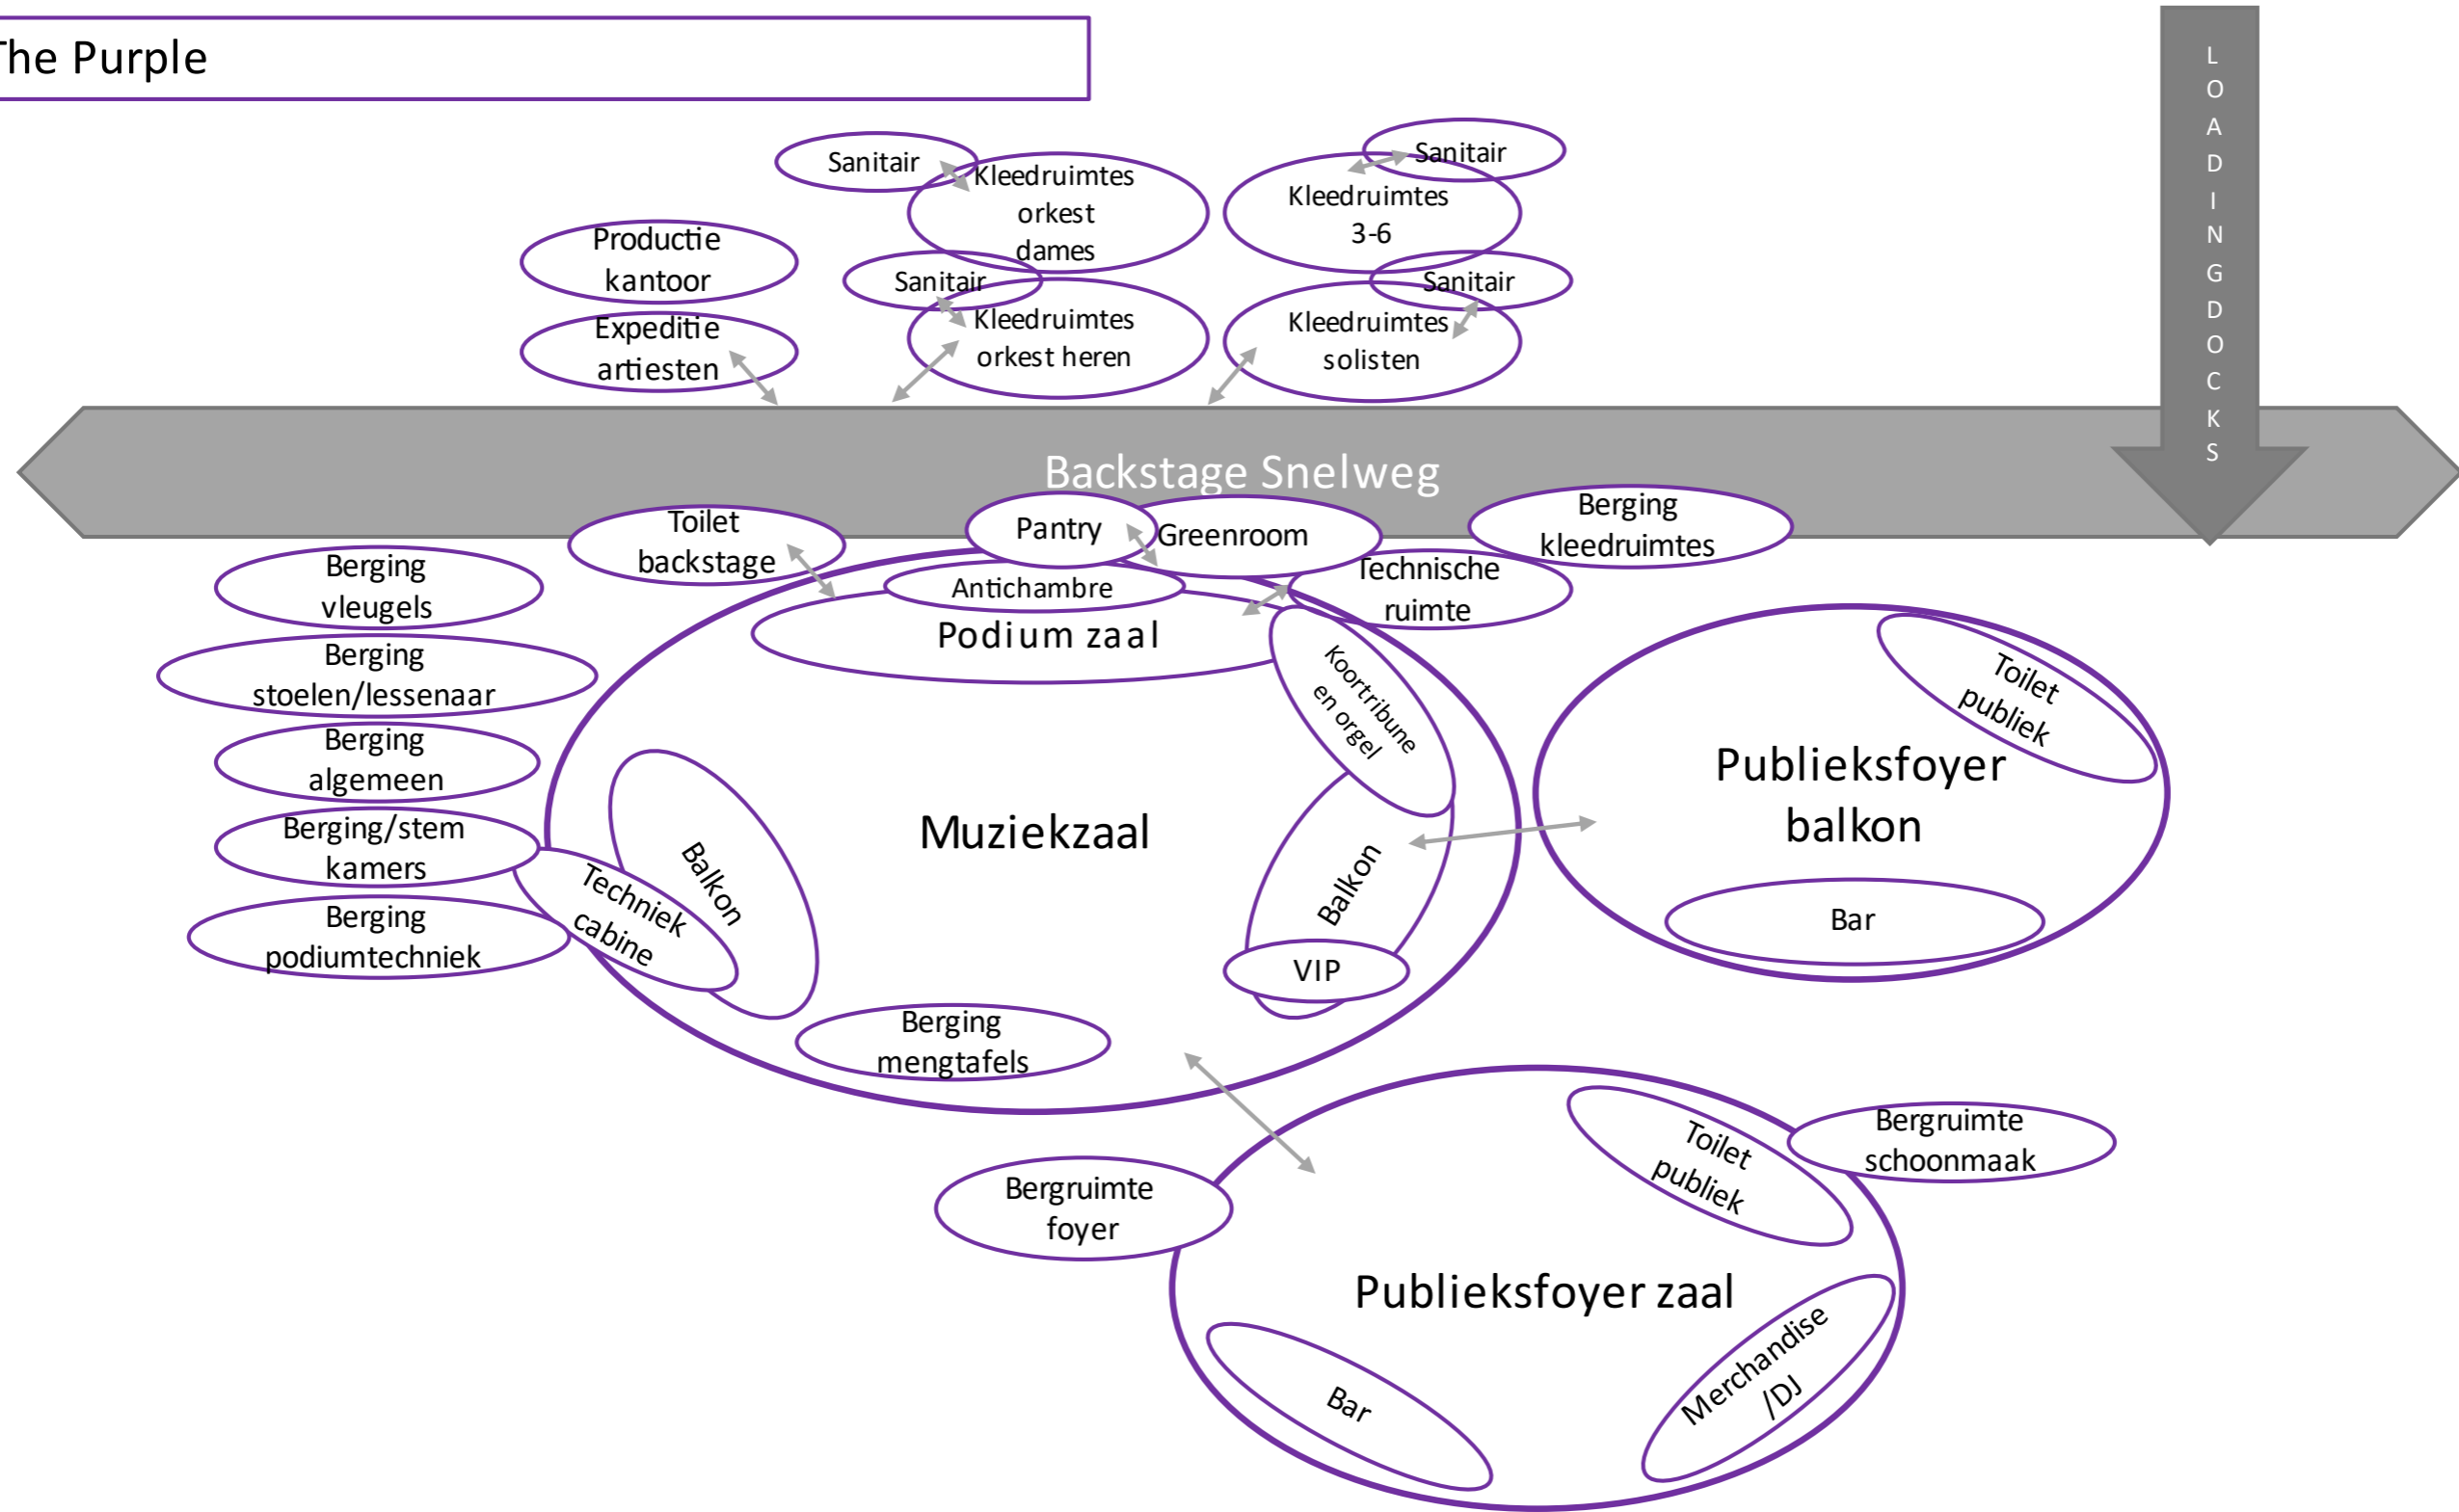 The Purple
L
O
A
D
I
N
G
D
O
C
K
S
Sanitair
Kleedruimtes
orkest
dames
Sanitair
Kleedruimtes
3-6
Productie
kantoor
Sanitair
Kleedruimtes
orkest heren
Sanitair
Kleedruimtes
solisten
Expeditie
artiesten
Backstage Snelweg
Toilet
backstage
Pantry
Greenroom
Berging
kleedruimtes
Antichambre
Technische
ruimte
Podium zaal
Koortribune
en orgel
Berging
vleugels
Berging
stoelen/lessenaar
Berging
algemeen
Berging/stem
kamers
Berging
podiumtechniek
Techniek
cabine
Balkon
Muziekzaal
Balkon
VIP
Berging
mengtafels
Toilet
publiek
Publieksfoyer
balkon
Bar
Bergruimte
foyer
Toilet
publiek
Bergruimte
schoonmaak
Publieksfoyer zaal
Bar
Merchandise
/DJ